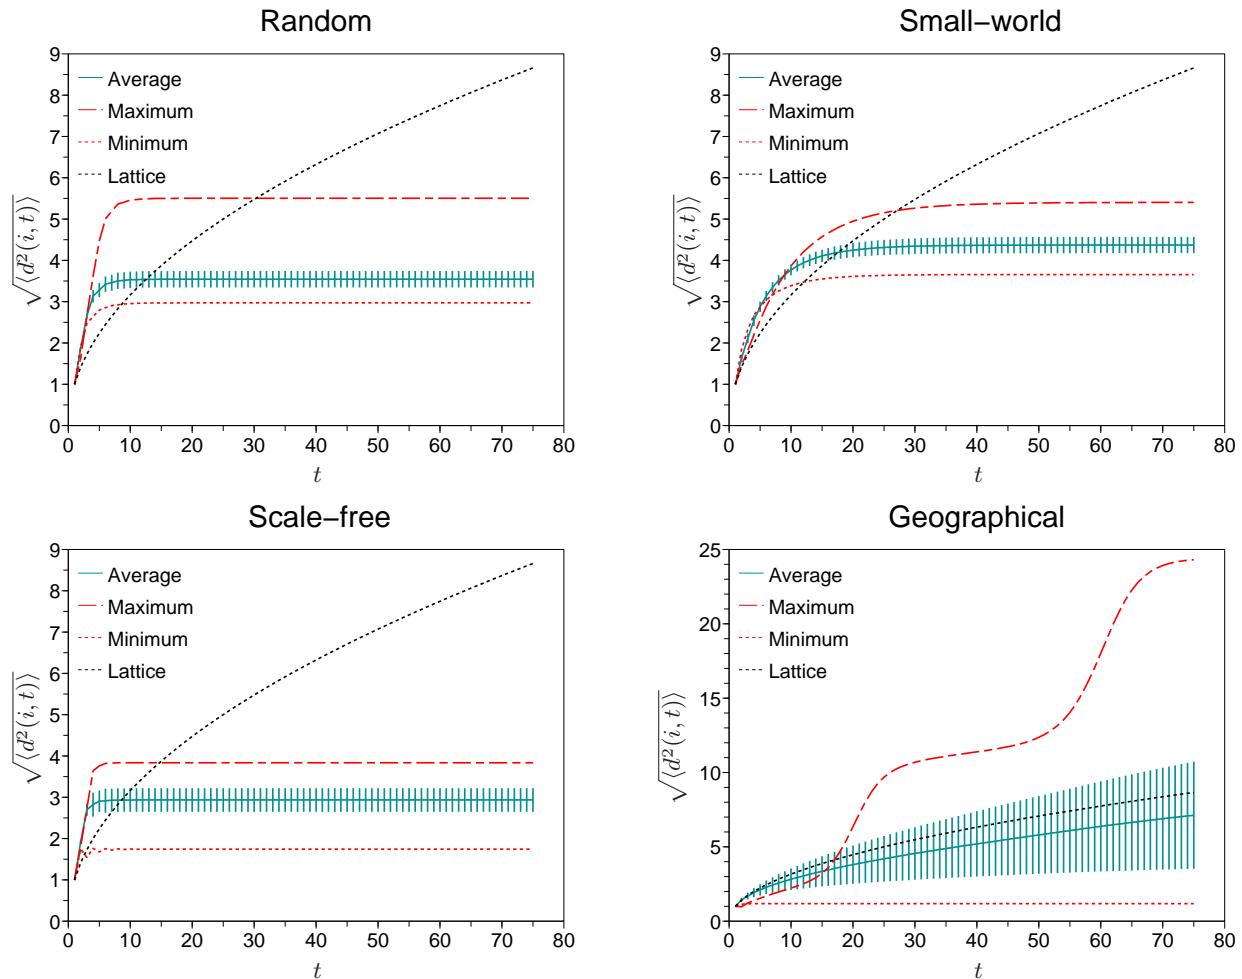 Random
9
8
7
6
5
4
3
2
1
0
Average
Maximum
Minimum
Lattice
√⟨d²(i, t)⟩
0 10 20 30 40 50 60 70 80
t
Small−world
9
8
7
6
5
4
3
2
1
0
Average
Maximum
Minimum
Lattice
√⟨d²(i, t)⟩
0 10 20 30 40 50 60 70 80
t
Scale−free
9
8
7
6
5
4
3
2
1
0
Average
Maximum
Minimum
Lattice
√⟨d²(i, t)⟩
0 10 20 30 40 50 60 70 80
t
Geographical
25
20
15
10
5
0
Average
Maximum
Minimum
Lattice
√⟨d²(i, t)⟩
0 10 20 30 40 50 60 70 80
t